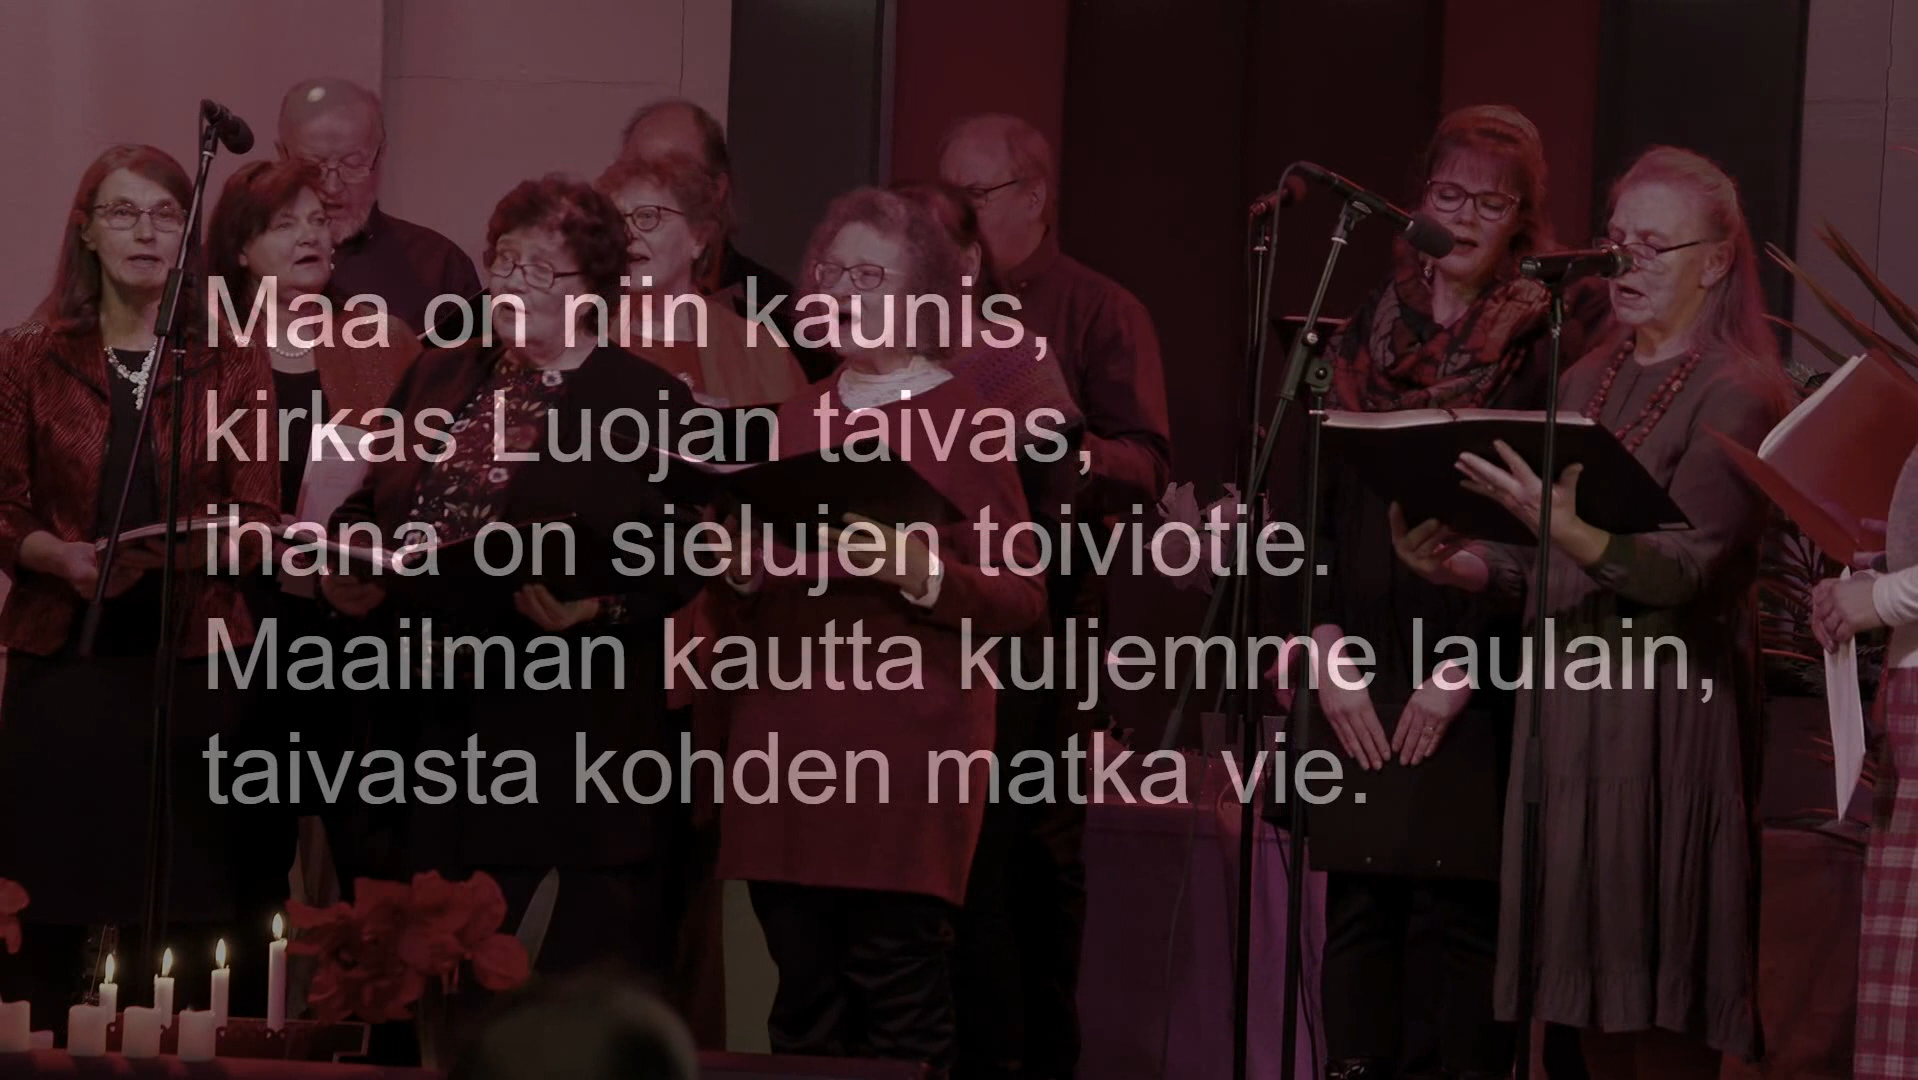 Maa on niin kaunis,
kirkas Luojan taivas,
ihana on sielujen toiviotie.
Maailman kautta kuljemme laulain,
taivasta kohden matka vie.